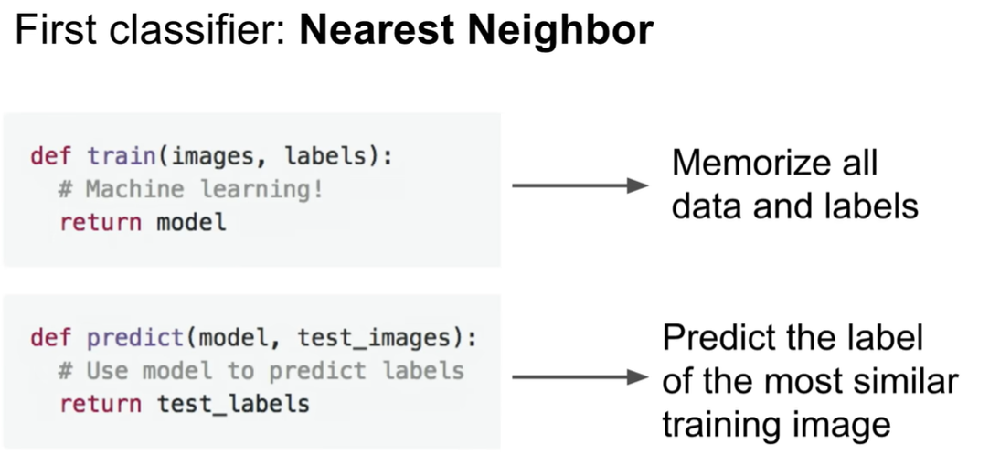 First classifier: Nearest Neighbor
def train(images, labels):
# Machine learning!
return model
Memorize all
data and labels
def predict(model, test_images):
# Use model to predict labels
return test_labels
Predict the label
of the most similar
training image